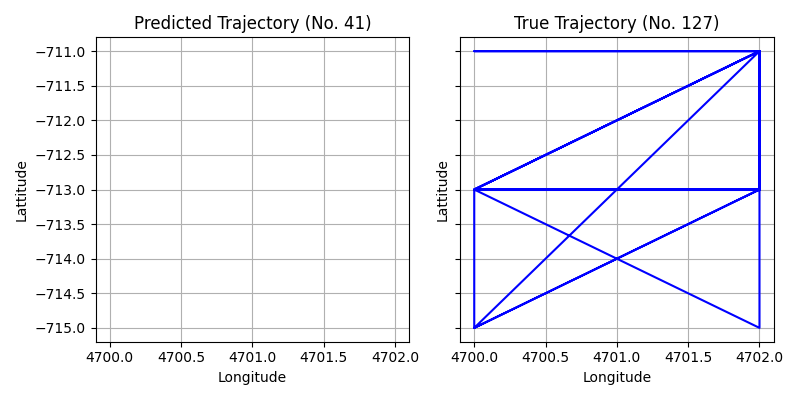 Predicted Trajectory (No. 41)
Lattitude
−711.0
−711.5
−712.0
−712.5
−713.0
−713.5
−714.0
−714.5
−715.0
4700.0 4700.5 4701.0 4701.5 4702.0
Longitude
True Trajectory (No. 127)
Lattitude
4700.0 4700.5 4701.0 4701.5 4702.0
Longitude